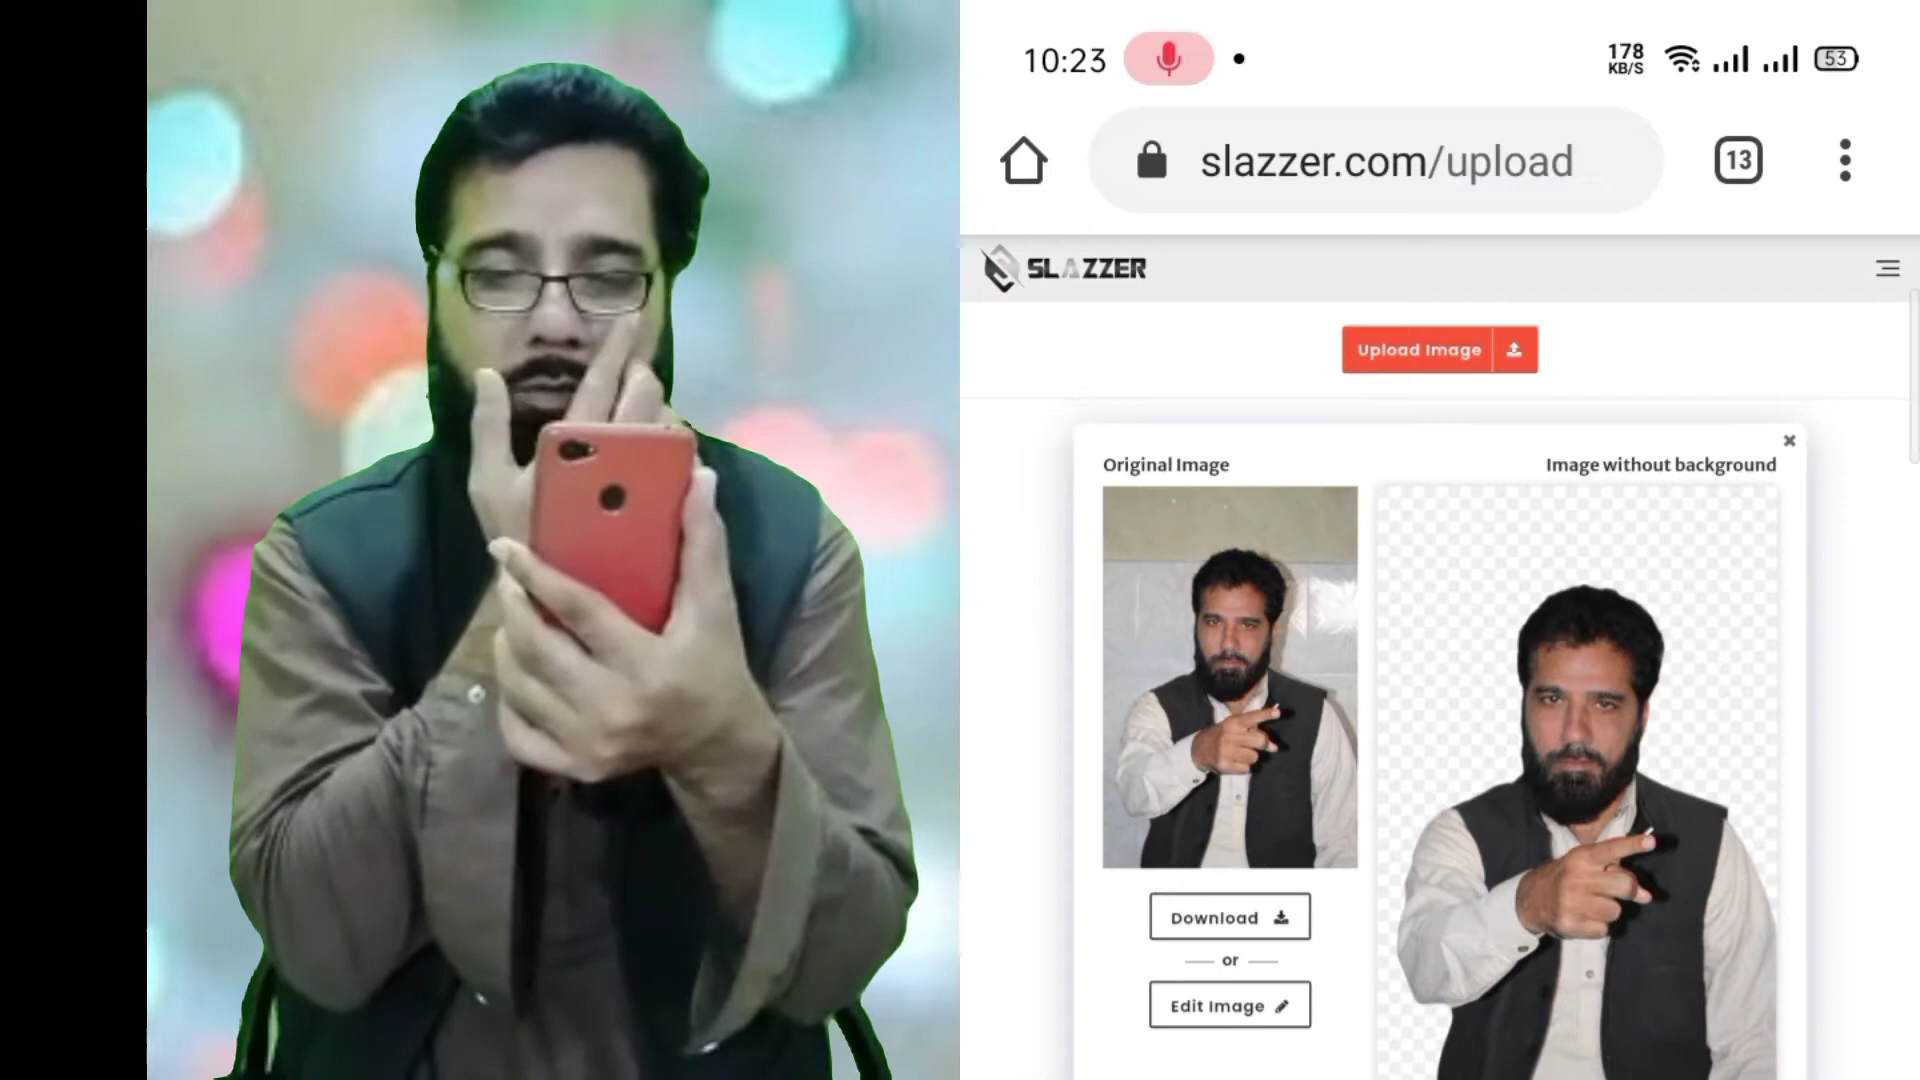 10:23
178
KB/S
53
slazzer.com/upload
13
SLAZZER
Upload Image
Original Image
Image without background
Download
or
Edit Image